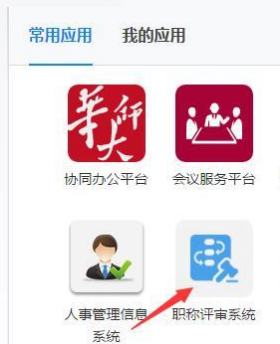 常用应用 我的应用
华师大
协同办公平台 会议服务平台
人事管理信息 职称评审系统
系统